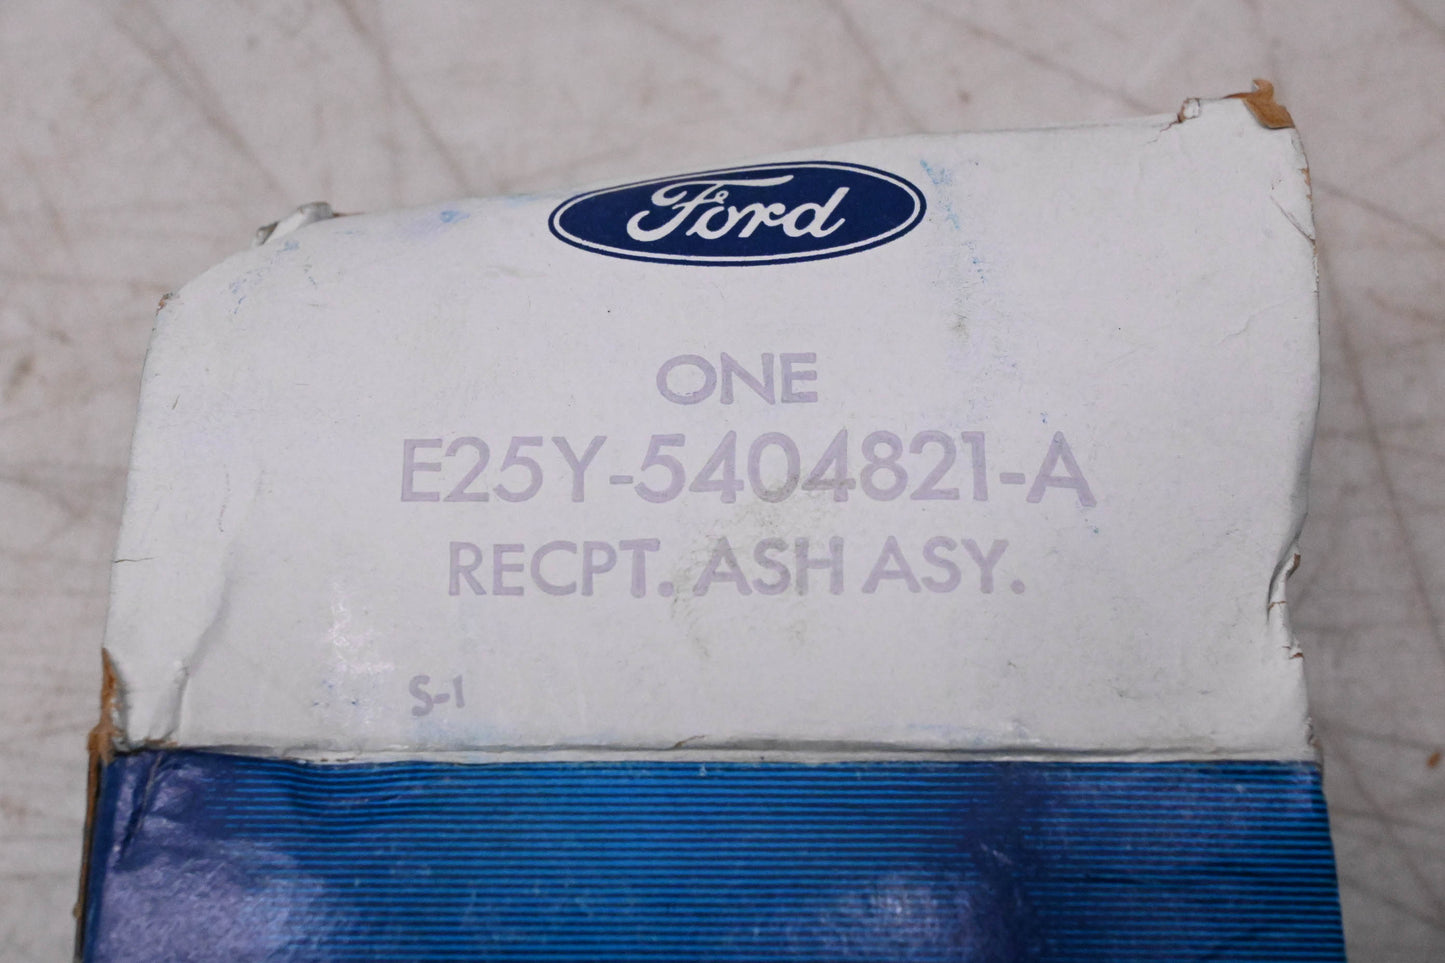 Ford
ONE
E25Y-5404821-A
RECPT. ASH ASY.
S-1